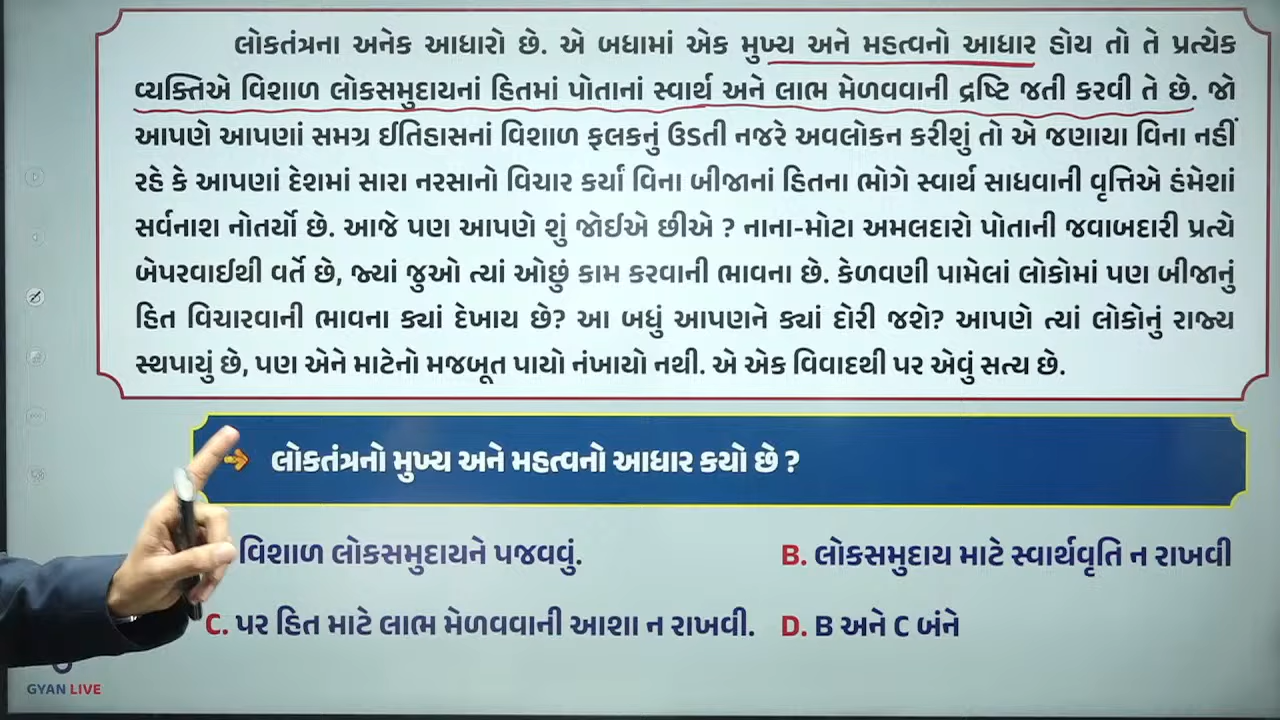 લોકતંત્રના અનેક આધારો છે. એ બધામાં એક મુખ્ય અને મહત્વનો આધાર હોય તો તે પ્રત્યેક
વ્યક્તિએ વિશાળ લોકસમુદાયનાં હિતમાં પોતાનાં સ્વાર્થ અને લાભ મેળવવાની દ્રષ્ટિ જતી કરવી તે છે. જો
આપણે આપણાં સમગ્ર ઈતિહાસનાં વિશાળ ફલકનું ઉડતી નજરે અવલોકન કરીશું તો એ જણાયા વિના નહીં
રહે કે આપણાં દેશમાં સારા નરસાનો વિચાર કર્યાં વિના બીજાનાં હિતના ભોગે સ્વાર્થ સાધવાની વૃત્તિએ હંમેશાં
સર્વનાશ નોતર્યો છે. આજે પણ આપણે શું જોઈએ છીએ ? નાના-મોટા અમલદારો પોતાની જવાબદારી પ્રત્યે
બેપરવાઈથી વર્તે છે, જ્યાં જુઓ ત્યાં ઓછું કામ કરવાની ભાવના છે. કેળવણી પામેલાં લોકોમાં પણ બીજાનું
હિત વિચારવાની ભાવના ક્યાં દેખાય છે? આ બધું આપણને ક્યાં દોરી જશે? આપણે ત્યાં લોકોનું રાજ્ય
સ્થપાયું છે, પણ એને માટેનો મજબૂત પાયો નંખાયો નથી. એ એક વિવાદથી પર એવું સત્ય છે.
લોકતંત્રનો મુખ્ય અને મહત્વનો આધાર કયો છે ?
વિશાળ લોકસમુદાયને પજવવું.
B. લોકસમુદાય માટે સ્વાર્થવૃતિ ન રાખવી
C. પર હિત માટે લાભ મેળવવાની આશા ન રાખવી.
D. B અને C બંને
GYAN LIVE